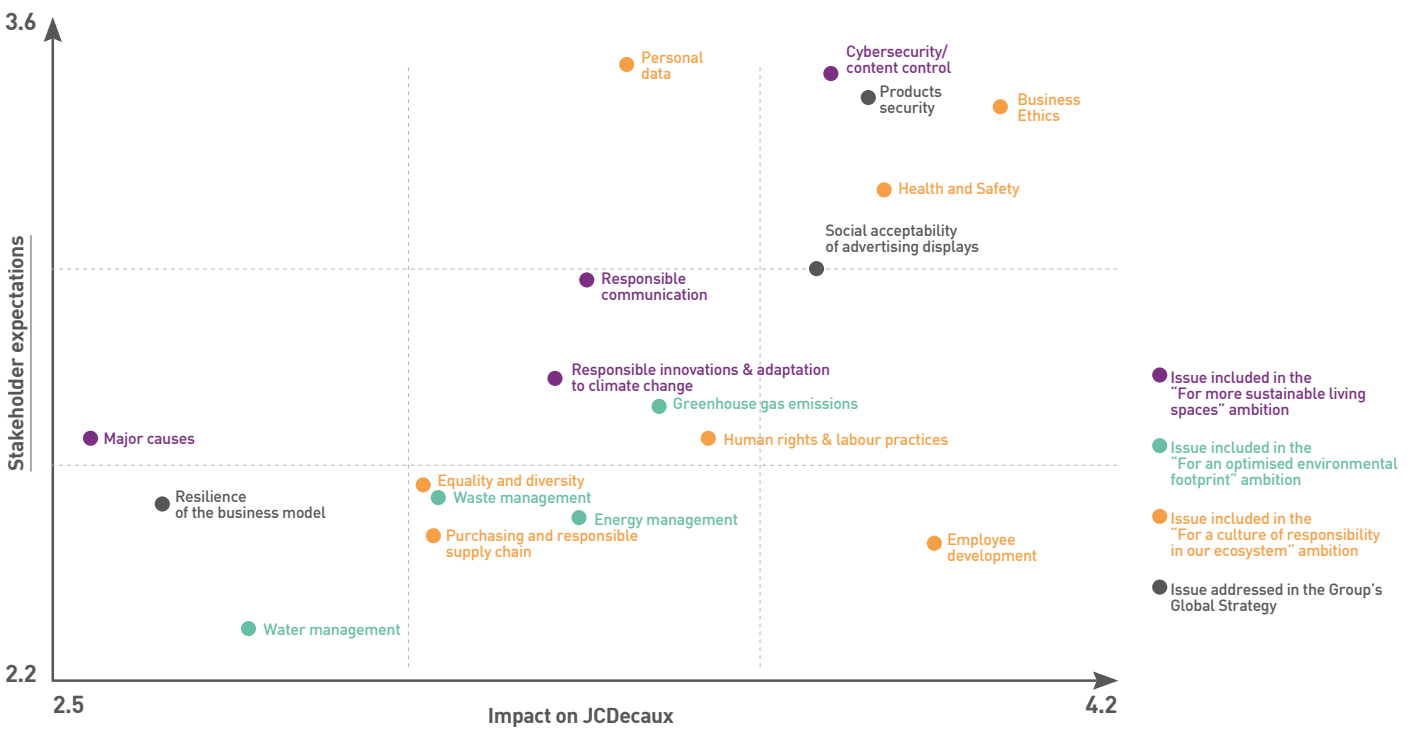 3.6
Personal
data
Cybersecurity/
content control
Products
security
Business
Ethics
Health and Safety
Social acceptability
of advertising displays
Responsible
communication
Responsible innovations & adaptation
to climate change
Greenhouse gas emissions
Major causes
Human rights & labour practices
Equality and diversity
Waste management
Resilience
of the business model
Energy management
Purchasing and responsible
supply chain
Employee
development
Water management
Stakeholder expectations
2.2
2.5
Impact on JCDecaux
4.2
Issue included in the
“For more sustainable living
spaces” ambition
Issue included in the
“For an optimised environmental
footprint” ambition
Issue included in the
“For a culture of responsibility
in our ecosystem” ambition
Issue addressed in the Group’s
Global Strategy